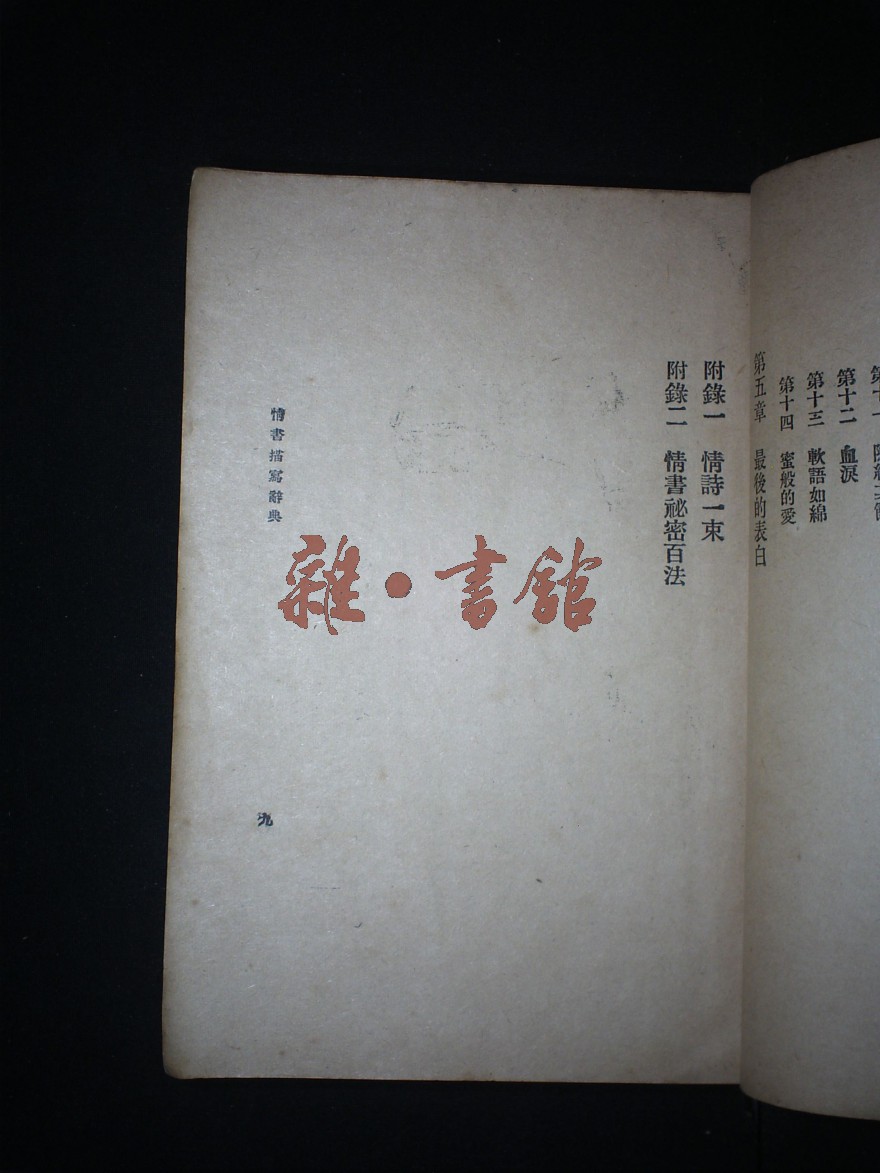 第十二　血淚
第十三　軟語如綿
第十四　蜜般的愛
第五章　最後的表白
附錄一　情詩一束
附錄二　情書祕密百法
情書描寫辭典
九
雜・書館